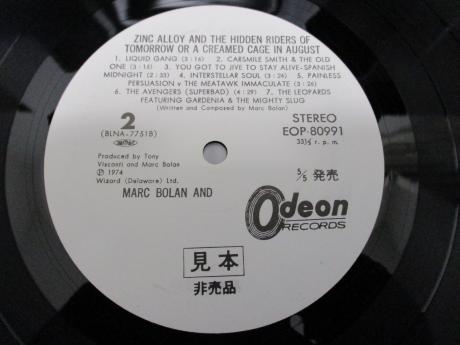 ZINC ALLOY AND THE HIDDEN RIDERS OF
TOMORROW OR A CREAMED CAGE IN AUGUST
1. LIQUID GANG (3:16) 2. CARSMILE SMITH & THE OLD
ONE (3:16) 3. YOU GOT TO JIVE TO STAY ALIVE-SPANISH
MIDNIGHT (2:33) 4. INTERSTELLAR SOUL (3:24) 5. PAINLESS
PERSUASION v THE MEATAWK IMMACULATE (3:26)
6. THE AVENGERS (SUPERBAD) (4:29) 7. THE LEOPARDS
FEATURING GARDENIA & THE MIGHTY SLUG
(Written and Composed by Marc Bolan)
2
(BLNA-7751B)
STEREO
EOP-80991
33⅓ r. p. m.
Produced by Tony
Visconti and Marc Bolan
Ⓟ 1974
Wizard (Delaware) Ltd.
5/5 発売
MARC BOLAN AND
Odeon
RECORDS
見本
非売品